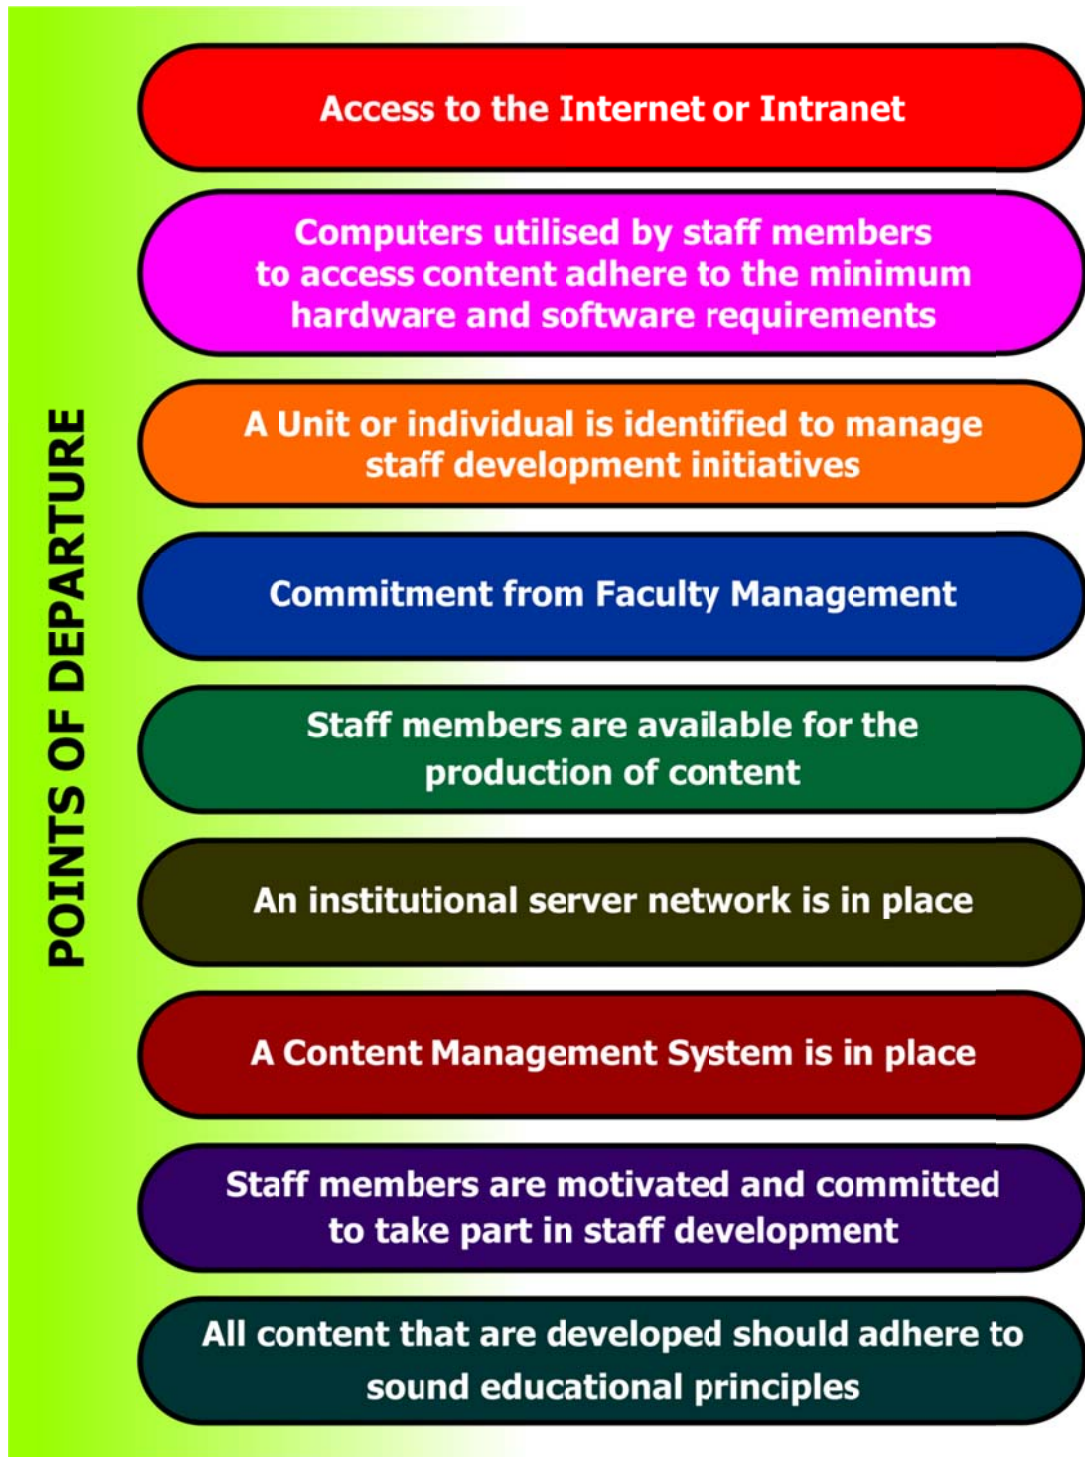 POINTS OF DEPARTURE
Access to the Internet or Intranet
Computers utilised by staff members
to access content adhere to the minimum
hardware and software requirements
A Unit or individual is identified to manage
staff development initiatives
Commitment from Faculty Management
Staff members are available for the
production of content
An institutional server network is in place
A Content Management System is in place
Staff members are motivated and committed
to take part in staff development
All content that are developed should adhere to
sound educational principles